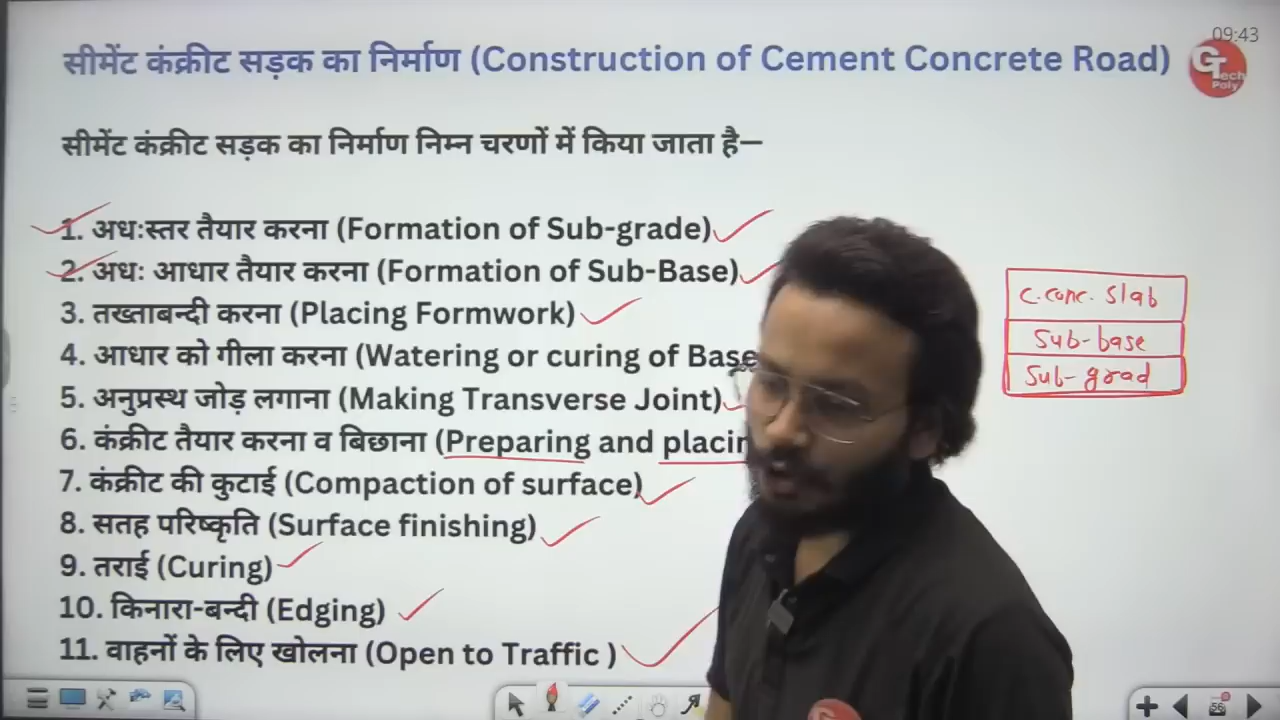 09:43
सीमेंट कंक्रीट सड़क का निर्माण (Construction of Cement Concrete Road)
GTech Poly
सीमेंट कंक्रीट सड़क का निर्माण निम्न चरणों में किया जाता है—
1. अधःस्तर तैयार करना (Formation of Sub-grade)
2. अधः आधार तैयार करना (Formation of Sub-Base)
3. तख्ताबन्दी करना (Placing Formwork)
4. आधार को गीला करना (Watering or curing of Base
5. अनुप्रस्थ जोड़ लगाना (Making Transverse Joint)
6. कंक्रीट तैयार करना व बिछाना (Preparing and placin
7. कंक्रीट की कुटाई (Compaction of surface)
8. सतह परिष्कृति (Surface finishing)
9. तराई (Curing)
10. किनारा-बन्दी (Edging)
11. वाहनों के लिए खोलना (Open to Traffic )
C. conc. Slab
Sub-base
Sub-grad
56